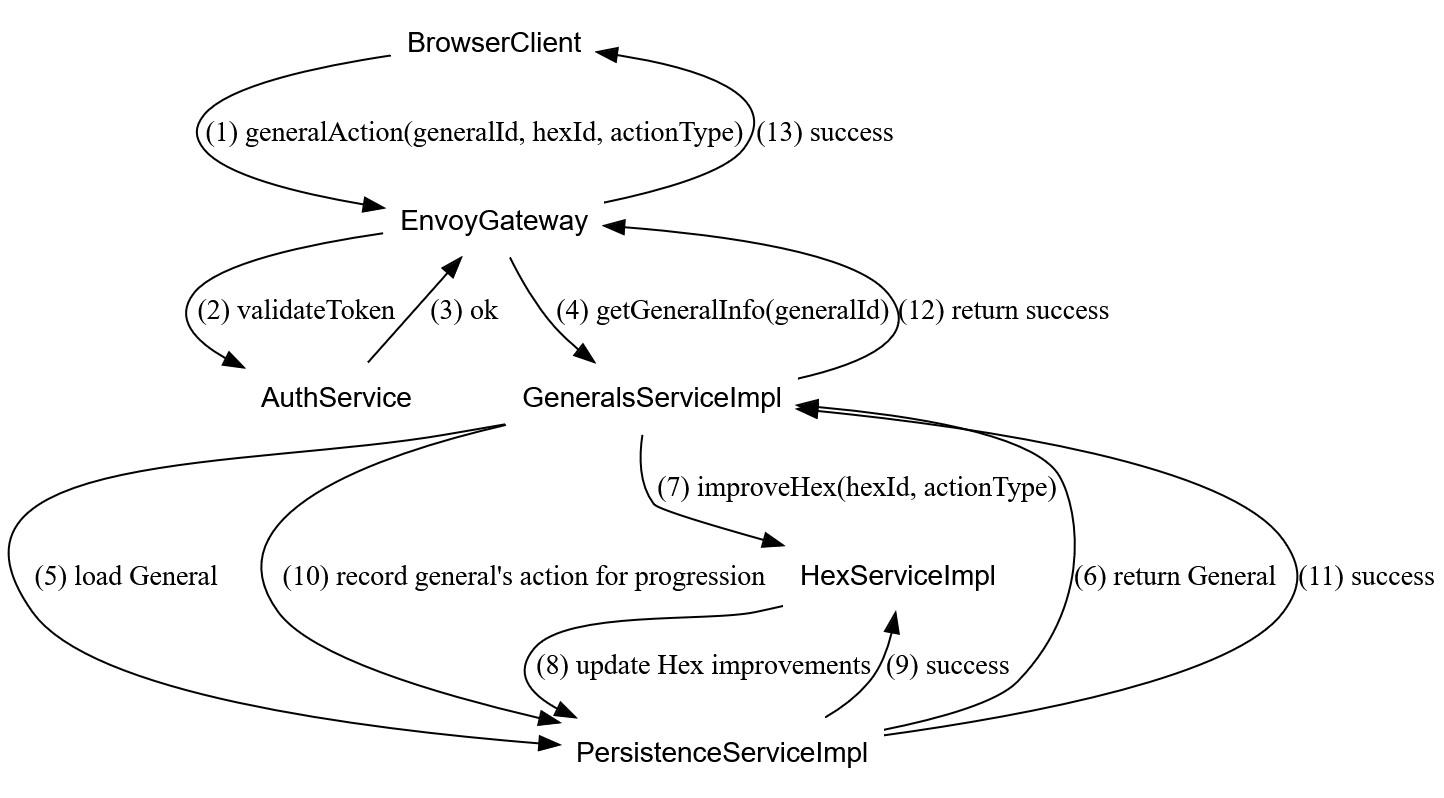 BrowserClient
(1) generalAction(generalId, hexId, actionType)
(13) success
EnvoyGateway
(2) validateToken
(3) ok
(4) getGeneralInfo(generalId)
(12) return success
AuthService
GeneralsServiceImpl
(7) improveHex(hexId, actionType)
(5) load General
(10) record general's action for progression
HexServiceImpl
(6) return General
(11) success
(8) update Hex improvements
(9) success
PersistenceServiceImpl